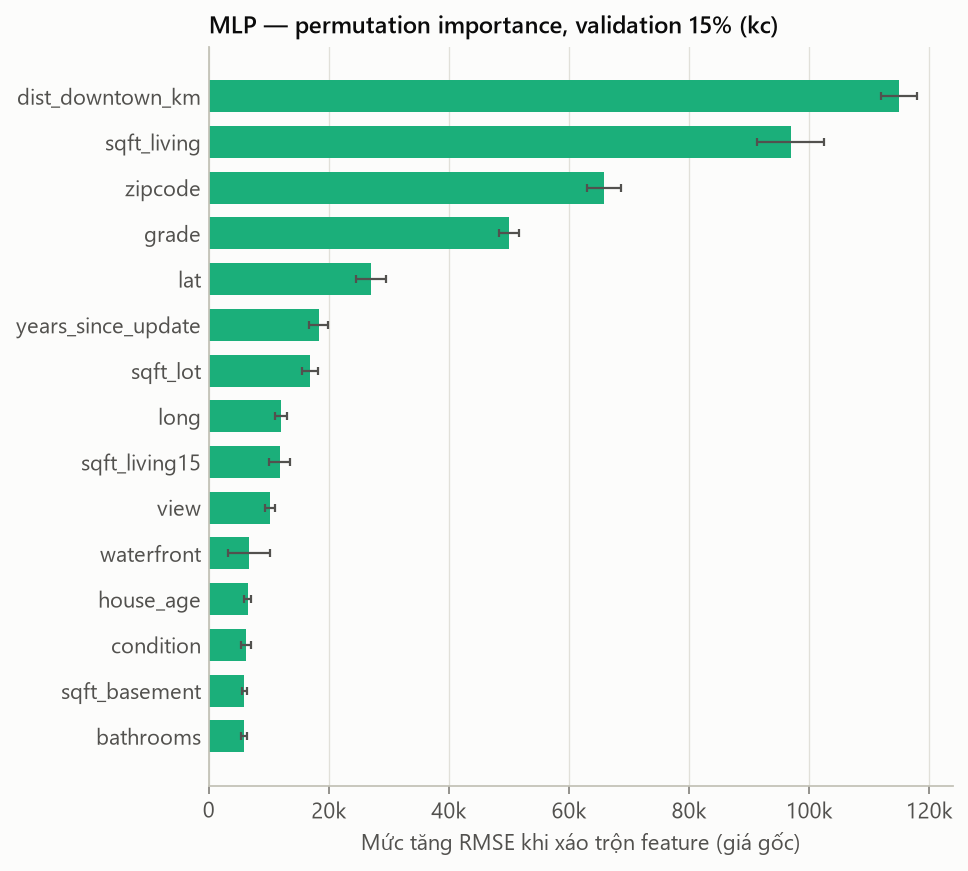 MLP — permutation importance, validation 15% (kc)
dist_downtown_km
sqft_living
zipcode
grade
lat
years_since_update
sqft_lot
long
sqft_living15
view
waterfront
house_age
condition
sqft_basement
bathrooms
0 20k 40k 60k 80k 100k 120k
Mức tăng RMSE khi xáo trộn feature (giá gốc)